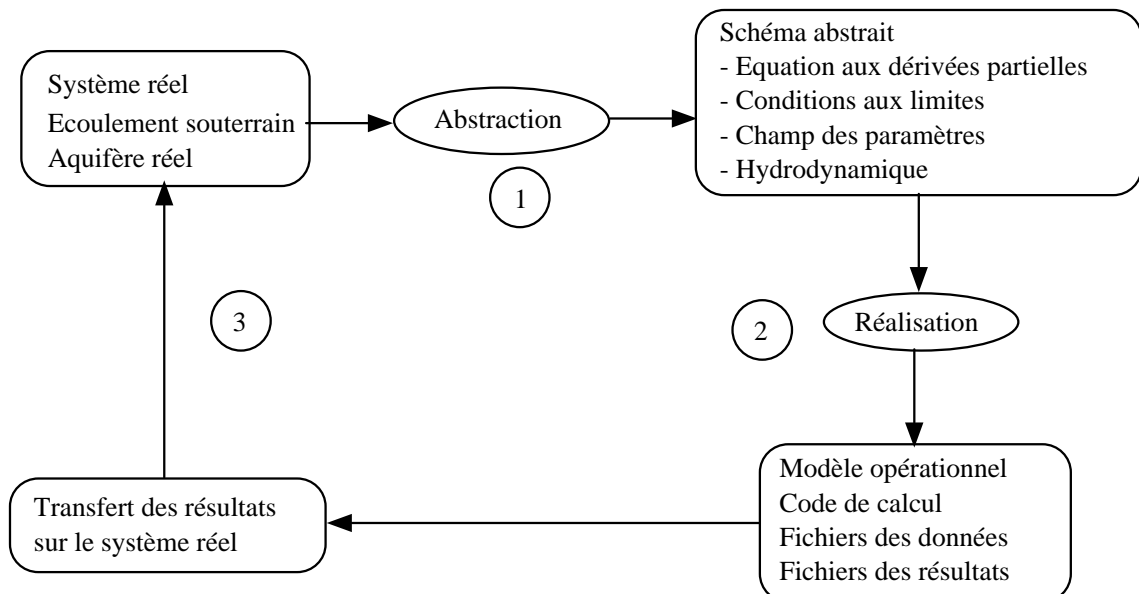 Système réel
Ecoulement souterrain
Aquifère réel
Abstraction
1
Schéma abstrait
- Equation aux dérivées partielles
- Conditions aux limites
- Champ des paramètres
- Hydrodynamique
2
Réalisation
3
Modèle opérationnel
Code de calcul
Fichiers des données
Fichiers des résultats
Transfert des résultats
sur le système réel